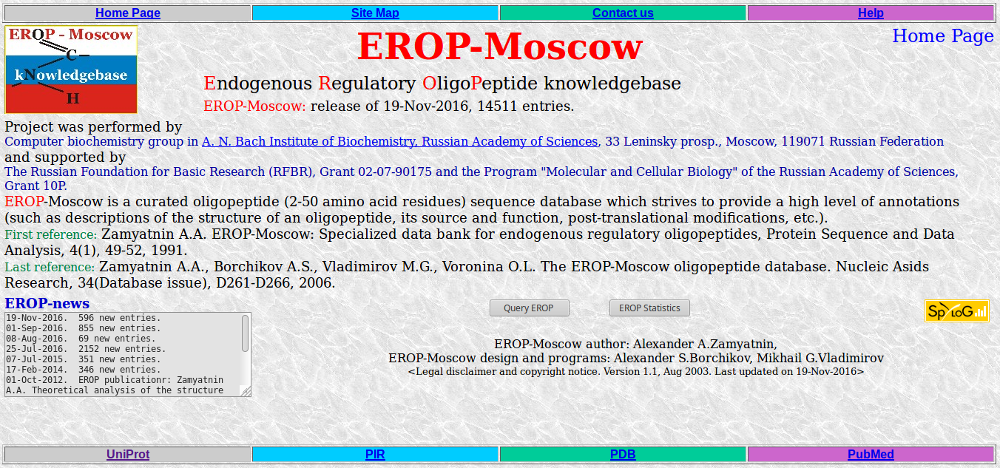 Home Page Site Map Contact us Help
EROP - Moscow
C
kNowledgebase
H
EROP-Moscow
Home Page
Endogenous Regulatory OligoPeptide knowledgebase
EROP-Moscow: release of 19-Nov-2016, 14511 entries.
Project was performed by
Computer biochemistry group in A. N. Bach Institute of Biochemistry, Russian Academy of Sciences, 33 Leninsky prosp., Moscow, 119071 Russian Federation
and supported by
The Russian Foundation for Basic Research (RFBR), Grant 02-07-90175 and the Program "Molecular and Cellular Biology" of the Russian Academy of Sciences,
Grant 10P.
EROP-Moscow is a curated oligopeptide (2-50 amino acid residues) sequence database which strives to provide a high level of annotations
(such as descriptions of the structure of an oligopeptide, its source and function, post-translational modifications, etc.).
First reference: Zamyatnin A.A. EROP-Moscow: Specialized data bank for endogenous regulatory oligopeptides, Protein Sequence and Data
Analysis, 4(1), 49-52, 1991.
Last reference: Zamyatnin A.A., Borchikov A.S., Vladimirov M.G., Voronina O.L. The EROP-Moscow oligopeptide database. Nucleic Asids
Research, 34(Database issue), D261-D266, 2006.
EROP-news
19-Nov-2016. 596 new entries.
01-Sep-2016. 855 new entries.
08-Aug-2016. 69 new entries.
25-Jul-2016. 2152 new entries.
07-Jul-2015. 351 new entries.
17-Feb-2014. 346 new entries.
01-Oct-2012. EROP publicationr: Zamyatnin
A.A. Theoretical analysis of the structure
Query EROP EROP Statistics
SpyLOG
EROP-Moscow author: Alexander A.Zamyatnin,
EROP-Moscow design and programs: Alexander S.Borchikov, Mikhail G.Vladimirov
<Legal disclaimer and copyright notice. Version 1.1, Aug 2003. Last updated on 19-Nov-2016>
UniProt PIR PDB PubMed